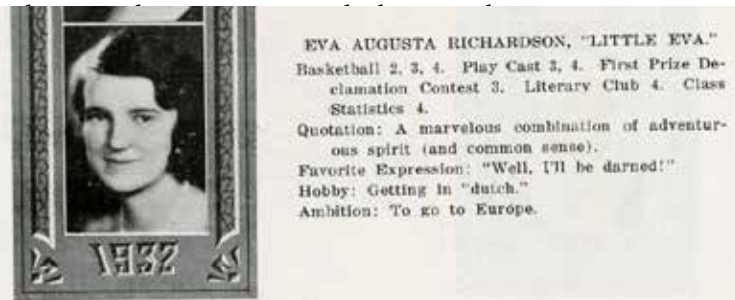 EVA AUGUSTA RICHARDSON, "LITTLE EVA."
Basketball 2, 3, 4. Play Cast 3, 4. First Prize De-
clamation Contest 3. Literary Club 4. Class
Statistics 4.
Quotation: A marvelous combination of adventur-
ous spirit (and common sense).
Favorite Expression: "Well, I'll be darned!"
Hobby: Getting in "dutch."
Ambition: To go to Europe.
1932